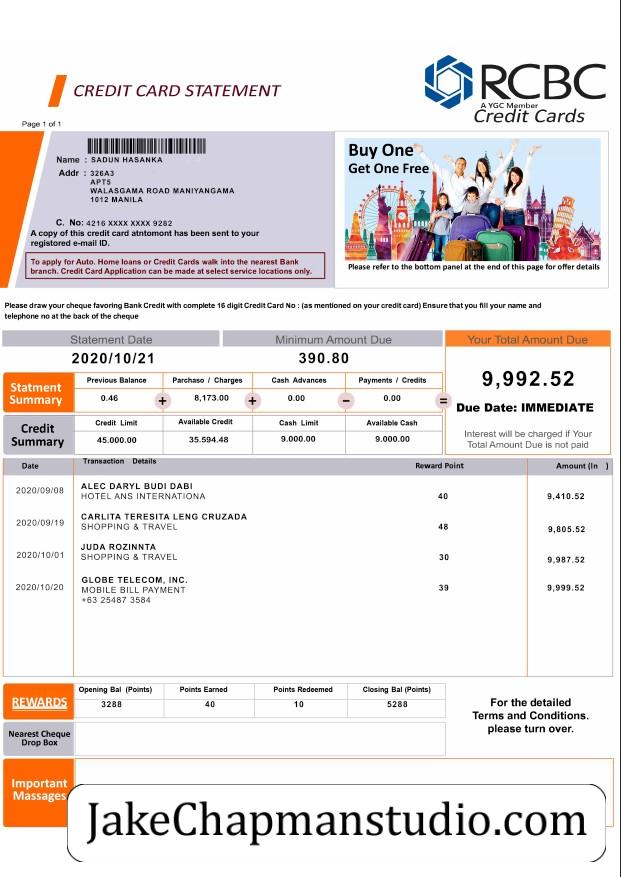 CREDIT CARD STATEMENT
RCBC
A YGC Member
Credit Cards
Page 1 of 1
Name : SADUN HASANKA
Addr : 326A3
APT5
WALASGAMA ROAD MANIYANGAMA
1012 MANILA
C. No: 4216 XXXX XXXX 9282
A copy of this credit card atntomont has been sent to your
registered e-mail ID.
To apply for Auto. Home loans or Credit Cards walk into the nearest Bank
branch. Credit Card Application can be made at select service locations only.
Buy One
Get One Free
Please refer to the bottom panel at the end of this page for offer details
Please draw your cheque favoring Bank Credit with complete 16 digit Credit Card No : (as mentioned on your credit card) Ensure that you fill your name and
telephone no at the back of the cheque
Statement Date Minimum Amount Due Your Total Amount Due
2020/10/21 390.80
9,992.52
Due Date: IMMEDIATE
Interest will be charged if Your
Total Amount Due is not paid
Statment
Summary
Previous Balance Parchaso / Charges Cash Advances Payments / Credits
0.46 + 8,173.00 + 0.00 − 0.00 =
Credit
Summary
Credit Limit Available Credit Cash Limit Available Cash
45.000.00 35.594.48 9.000.00 9.000.00
Date Transaction Details Reward Point Amount (In )
2020/09/08 ALEC DARYL BUDI DABI 40 9,410.52
HOTEL ANS INTERNATIONA
2020/09/19 CARLITA TERESITA LENG CRUZADA 48 9,805.52
SHOPPING & TRAVEL
2020/10/01 JUDA ROZINNTA 30 9,987.52
SHOPPING & TRAVEL
2020/10/20 GLOBE TELECOM, INC. 39 9,999.52
MOBILE BILL PAYMENT
+63 25487 3584
REWARDS
Opening Bal (Points) Points Earned Points Redeemed Closing Bal (Points)
3288 40 10 5288
For the detailed
Terms and Conditions.
please turn over.
Nearest Cheque
Drop Box
Important
Massages
JakeChapmanstudio.com